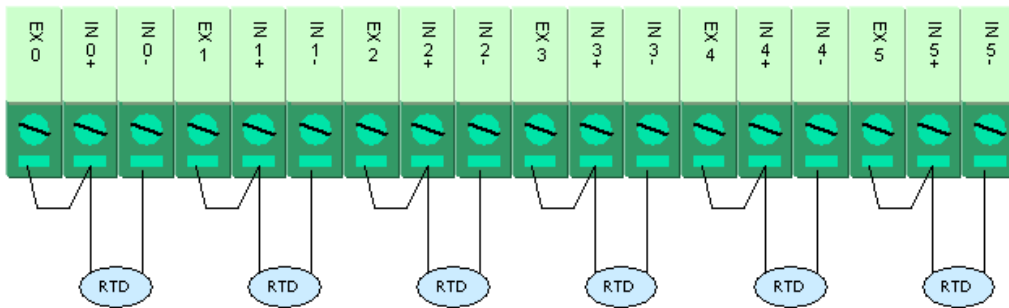 EX 0
IN 0+
IN 0-
EX 1
IN 1+
IN 1-
EX 2
IN 2+
IN 2-
EX 3
IN 3+
IN 3-
EX 4
IN 4+
IN 4-
EX 5
IN 5+
IN 5-
RTD
RTD
RTD
RTD
RTD
RTD